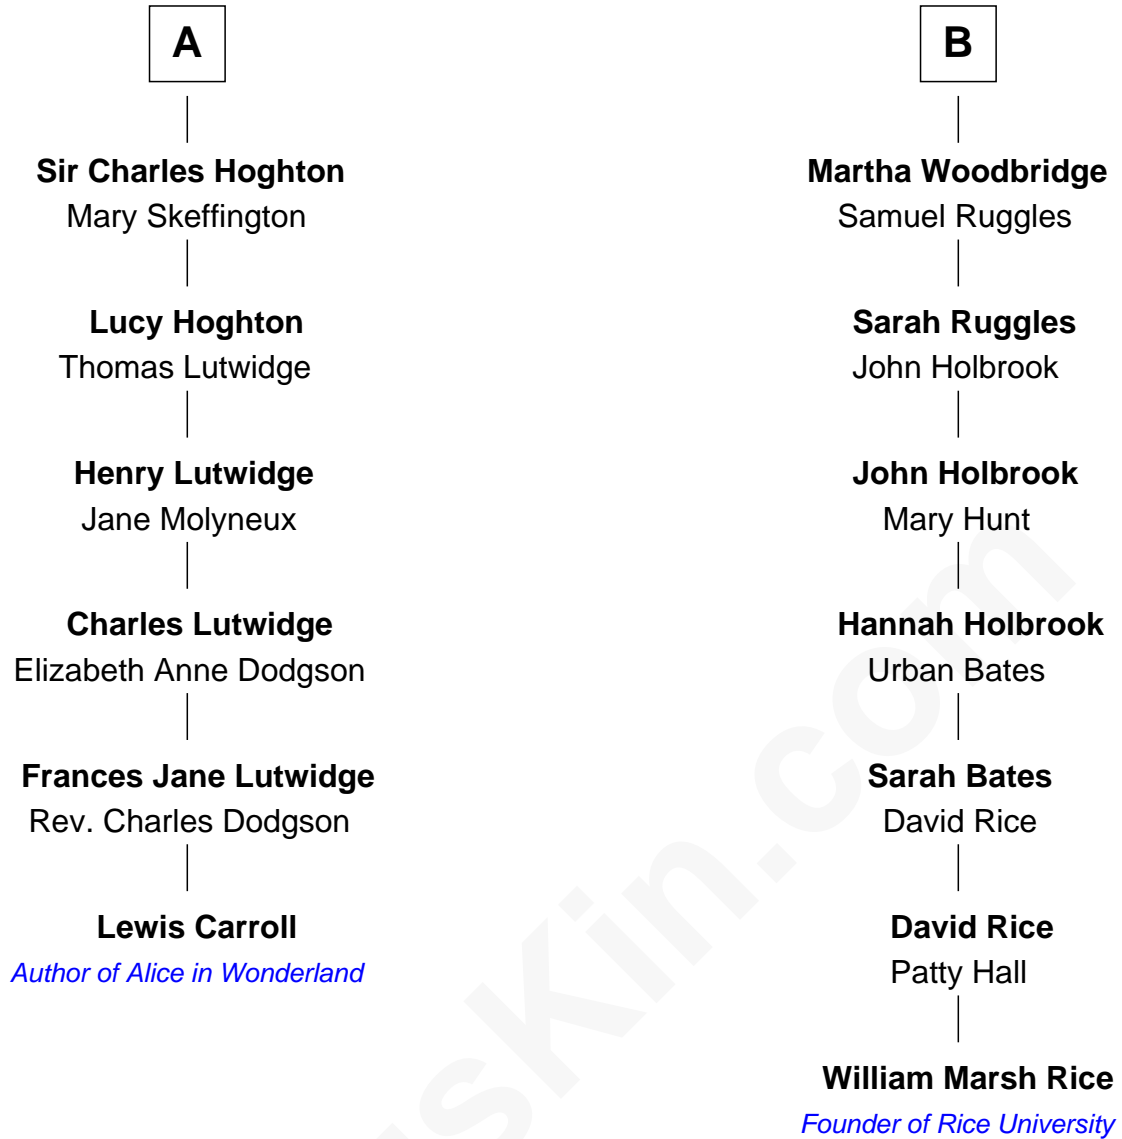 A
Sir Charles Hoghton
Mary Skeffington
Lucy Hoghton
Thomas Lutwidge
Henry Lutwidge
Jane Molyneux
Charles Lutwidge
Elizabeth Anne Dodgson
Frances Jane Lutwidge
Rev. Charles Dodgson
Lewis Carroll
Author of Alice in Wonderland
B
Martha Woodbridge
Samuel Ruggles
Sarah Ruggles
John Holbrook
John Holbrook
Mary Hunt
Hannah Holbrook
Urban Bates
Sarah Bates
David Rice
David Rice
Patty Hall
William Marsh Rice
Founder of Rice University
sKin.com